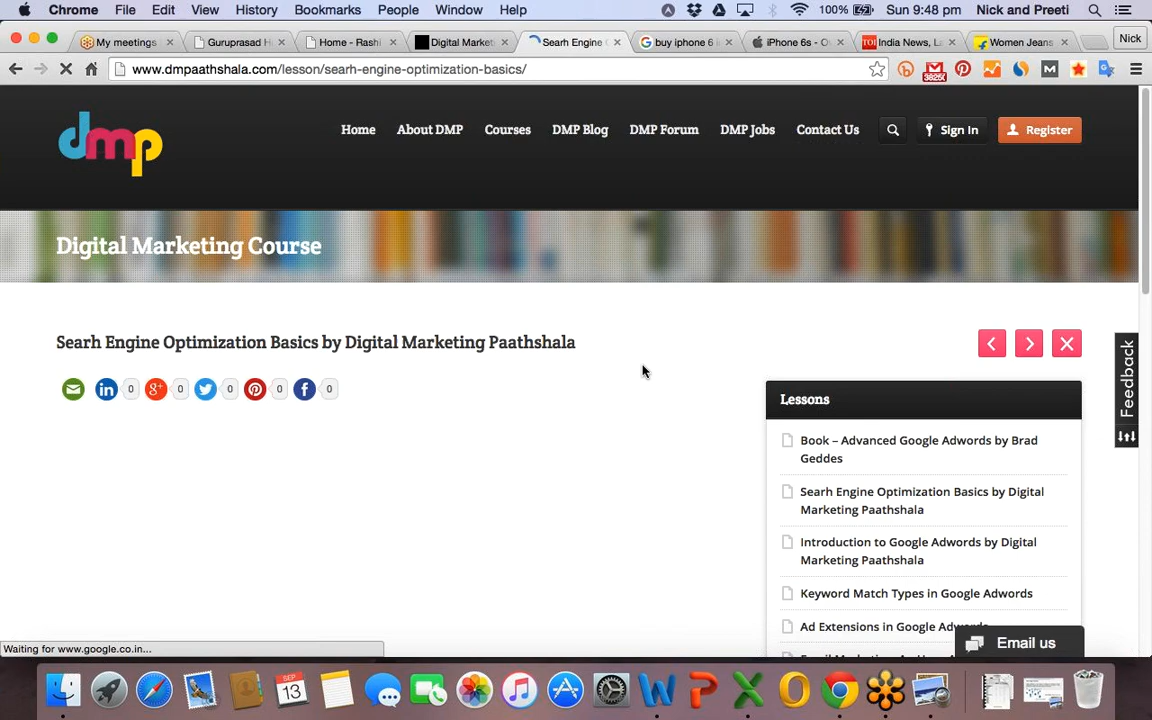 Chrome File Edit View History Bookmarks People Window Help 100% Sun 9:48 pm Nick and Preeti
My meetings Guruprasad H Home - Rashi Digital Market Searh Engine buy iphone 6 i iPhone 6s - O TOI India News, L Women Jeans Nick
www.dmpaathshala.com/lesson/searh-engine-optimization-basics/ 3825X M
dmp Home About DMP Courses DMP Blog DMP Forum DMP Jobs Contact Us Sign In Register
Digital Marketing Course
Searh Engine Optimization Basics by Digital Marketing Paathshala
in 0 g+ 0 0 0 f 0
Feedback
Lessons
Book – Advanced Google Adwords by Brad
Geddes
Searh Engine Optimization Basics by Digital
Marketing Paathshala
Introduction to Google Adwords by Digital
Marketing Paathshala
Keyword Match Types in Google Adwords
Ad Extensions in Google Adwords
Email us
Waiting for www.google.co.in...
SEP
13